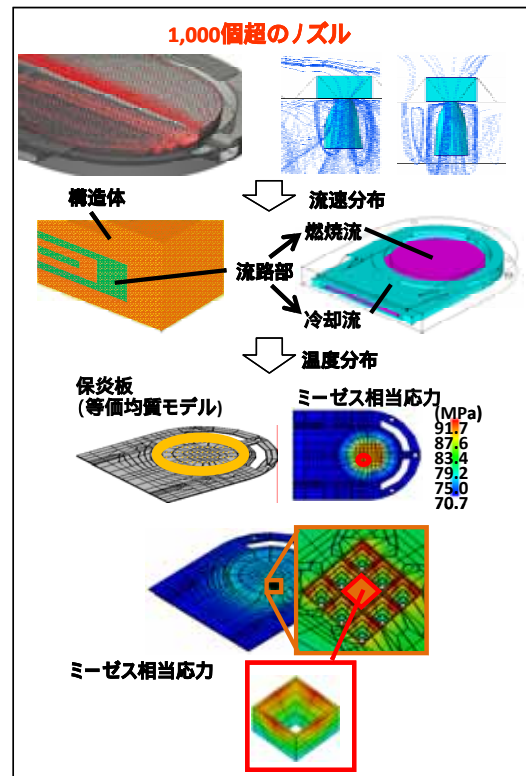 1,000個超のノズル
構造体
流速分布
燃焼流
流路部
冷却流
温度分布
保炎板
(等価均質モデル)
ミーゼス相当応力
(MPa)
91.7
87.6
83.4
79.2
75.0
70.7
ミーゼス相当応力